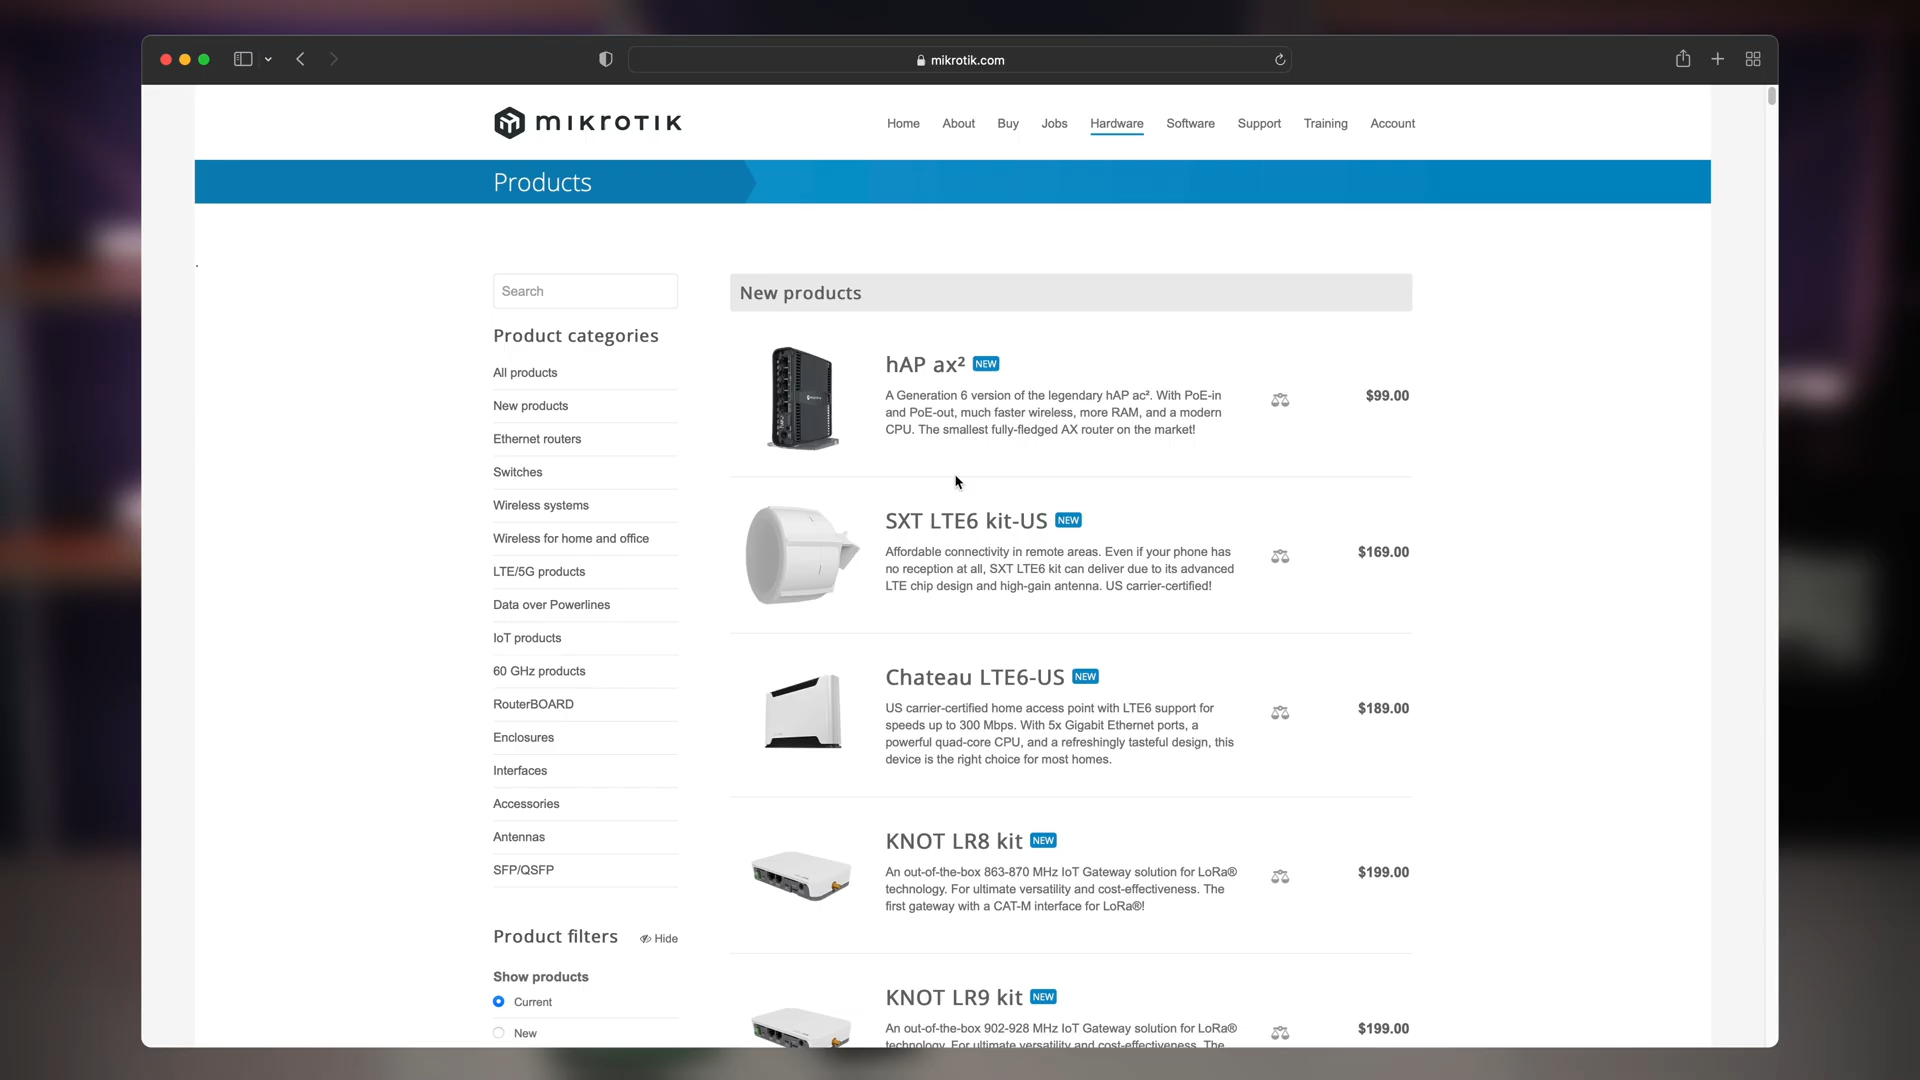 mikrotik.com
mikrotik
Home About Buy Jobs Hardware Software Support Training Account
Products
Search
Product categories
All products
New products
Ethernet routers
Switches
Wireless systems
Wireless for home and office
LTE/5G products
Data over Powerlines
IoT products
60 GHz products
RouterBOARD
Enclosures
Interfaces
Accessories
Antennas
SFP/QSFP
Product filters Hide
Show products
Current
New
New products
hAP ax² NEW
A Generation 6 version of the legendary hAP ac². With PoE-in
and PoE-out, much faster wireless, more RAM, and a modern
CPU. The smallest fully-fledged AX router on the market!
$99.00
SXT LTE6 kit-US NEW
Affordable connectivity in remote areas. Even if your phone has
no reception at all, SXT LTE6 kit can deliver due to its advanced
LTE chip design and high-gain antenna. US carrier-certified!
$169.00
Chateau LTE6-US NEW
US carrier-certified home access point with LTE6 support for
speeds up to 300 Mbps. With 5x Gigabit Ethernet ports, a
powerful quad-core CPU, and a refreshingly tasteful design, this
device is the right choice for most homes.
$189.00
KNOT LR8 kit NEW
An out-of-the-box 863-870 MHz IoT Gateway solution for LoRa®
technology. For ultimate versatility and cost-effectiveness. The
first gateway with a CAT-M interface for LoRa®!
$199.00
KNOT LR9 kit NEW
An out-of-the-box 902-928 MHz IoT Gateway solution for LoRa®
technology. For ultimate versatility and cost-effectiveness. The
$199.00